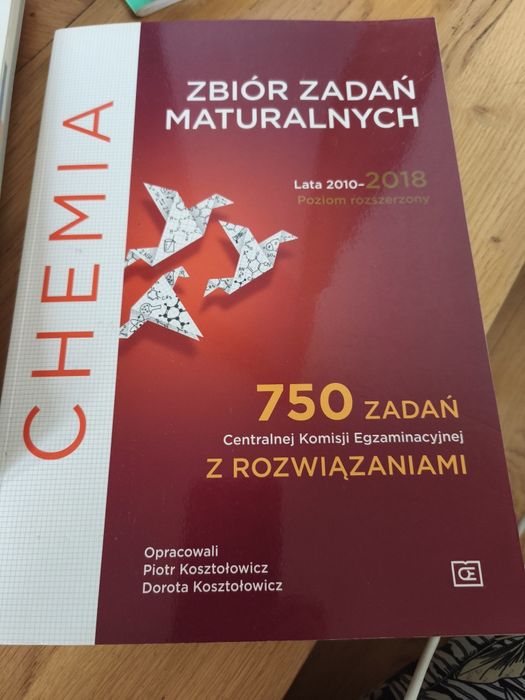 CHEMIA
ZBIÓR ZADAŃ
MATURALNYCH
Lata 2010–2018
Poziom rozszerzony
750 ZADAŃ
Centralnej Komisji Egzaminacyjnej
Z ROZWIĄZANIAMI
Opracowali
Piotr Kosztołowicz
Dorota Kosztołowicz
OE